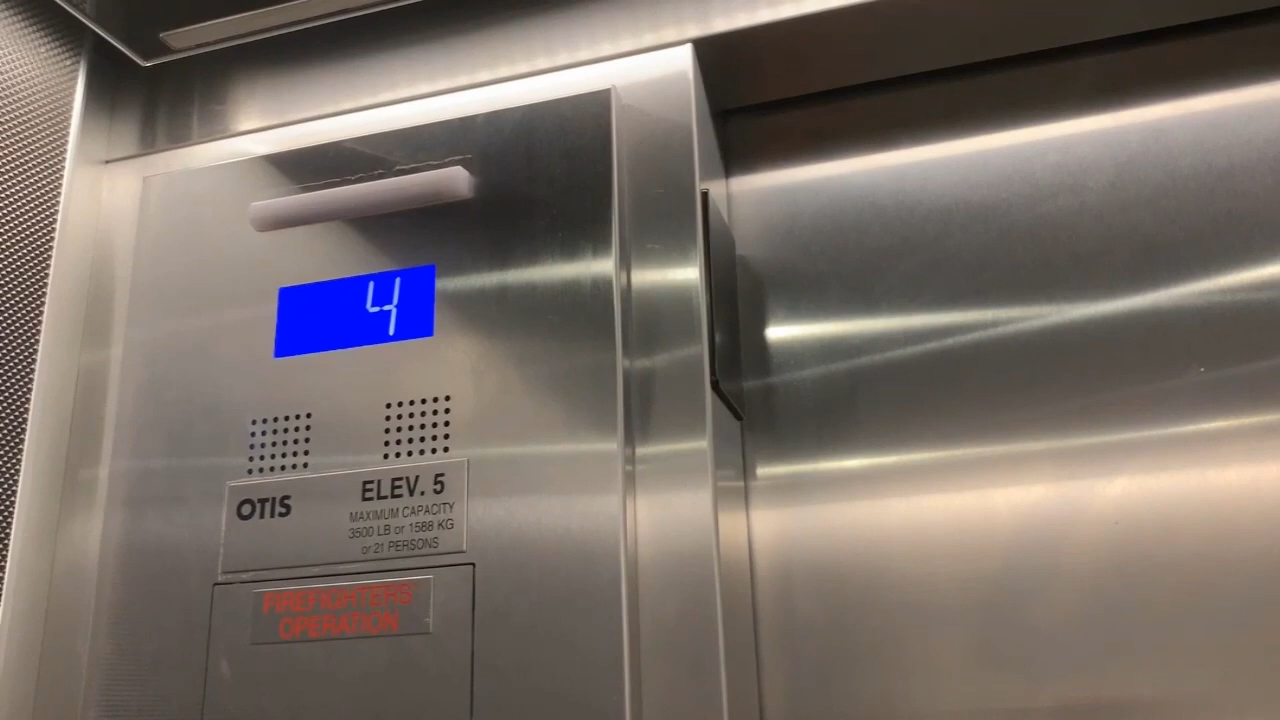 4
OTIS
ELEV. 5
MAXIMUM CAPACITY
3500 LB or 1588 KG
or 21 PERSONS
FIREFIGHTERS'
OPERATION